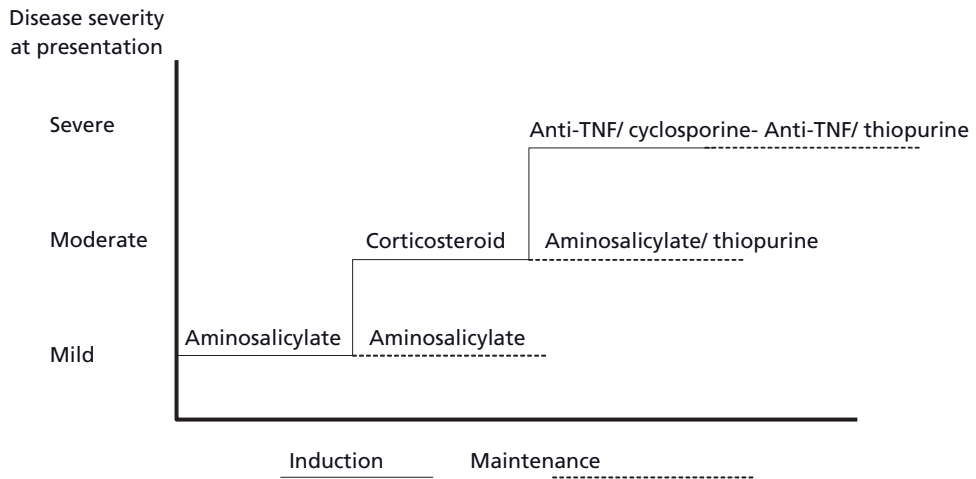 Disease severity
at presentation
Severe
Anti-TNF/ cyclosporine- Anti-TNF/ thiopurine
Moderate
Corticosteroid
Aminosalicylate/ thiopurine
Mild
Aminosalicylate
Aminosalicylate
Induction
Maintenance